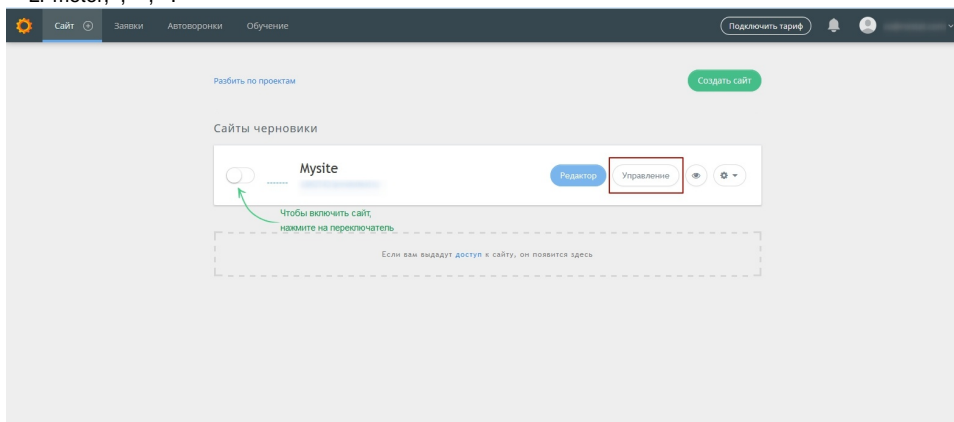 Сайт Заявки Автоворонки Обучение Подключить тариф
Разбить по проектам Создать сайт
Сайты черновики
Mysite Редактор Управление
Чтобы включить сайт,
нажмите на переключатель
Если вам выдадут доступ к сайту, он появится здесь